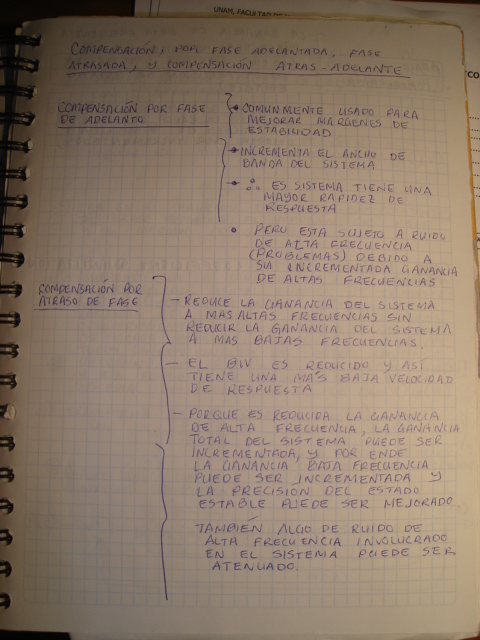 UNAM, FACULTAD DE
COMPENSACIÓN, POR FASE ADELANTADA, FASE
ATRASADA, Y COMPENSACIÓN ATRAS-ADELANTE
COMPENSACIÓN POR FASE
DE ADELANTO
• COMUNMENTE USADO PARA
MEJORAR MARGENES DE
ESTABILIDAD
• INCREMENTA EL ANCHO DE
BANDA DEL SISTEMA
• ∴ ES SISTEMA TIENE UNA
MAYOR RAPIDEZ DE
RESPUESTA
• PERO ESTA SUJETO A RUIDO
DE ALTA FRECUENCIA
(PROBLEMAS) DEBIDO A
SU INCREMENTADA GANANCIA
DE ALTAS FRECUENCIAS
COMPENSACIÓN POR
ATRASO DE FASE
- REDUCE LA GANANCIA DEL SISTEMA
A MAS ALTAS FRECUENCIAS SIN
REDUCIR LA GANANCIA DEL SISTEMA
A MAS BAJAS FRECUENCIAS.
- EL BW ES REDUCIDO Y ASÍ
TIENE UNA MÁS BAJA VELOCIDAD
DE RESPUESTA
- PORQUE ES REDUCIDA LA GANANCIA
DE ALTA FRECUENCIA, LA GANANCIA
TOTAL DEL SISTEMA PUEDE SER
INCREMENTADA, Y POR ENDE
LA GANANCIA BAJA FRECUENCIA
PUEDE SER INCREMENTADA Y
LA PRECISION DEL ESTADO
ESTABLE PUEDE SER MEJORADO.
TAMBIÉN ALGO DE RUIDO DE
ALTA FRECUENCIA INVOLUCRADO
EN EL SISTEMA PUEDE SER
ATENUADO.